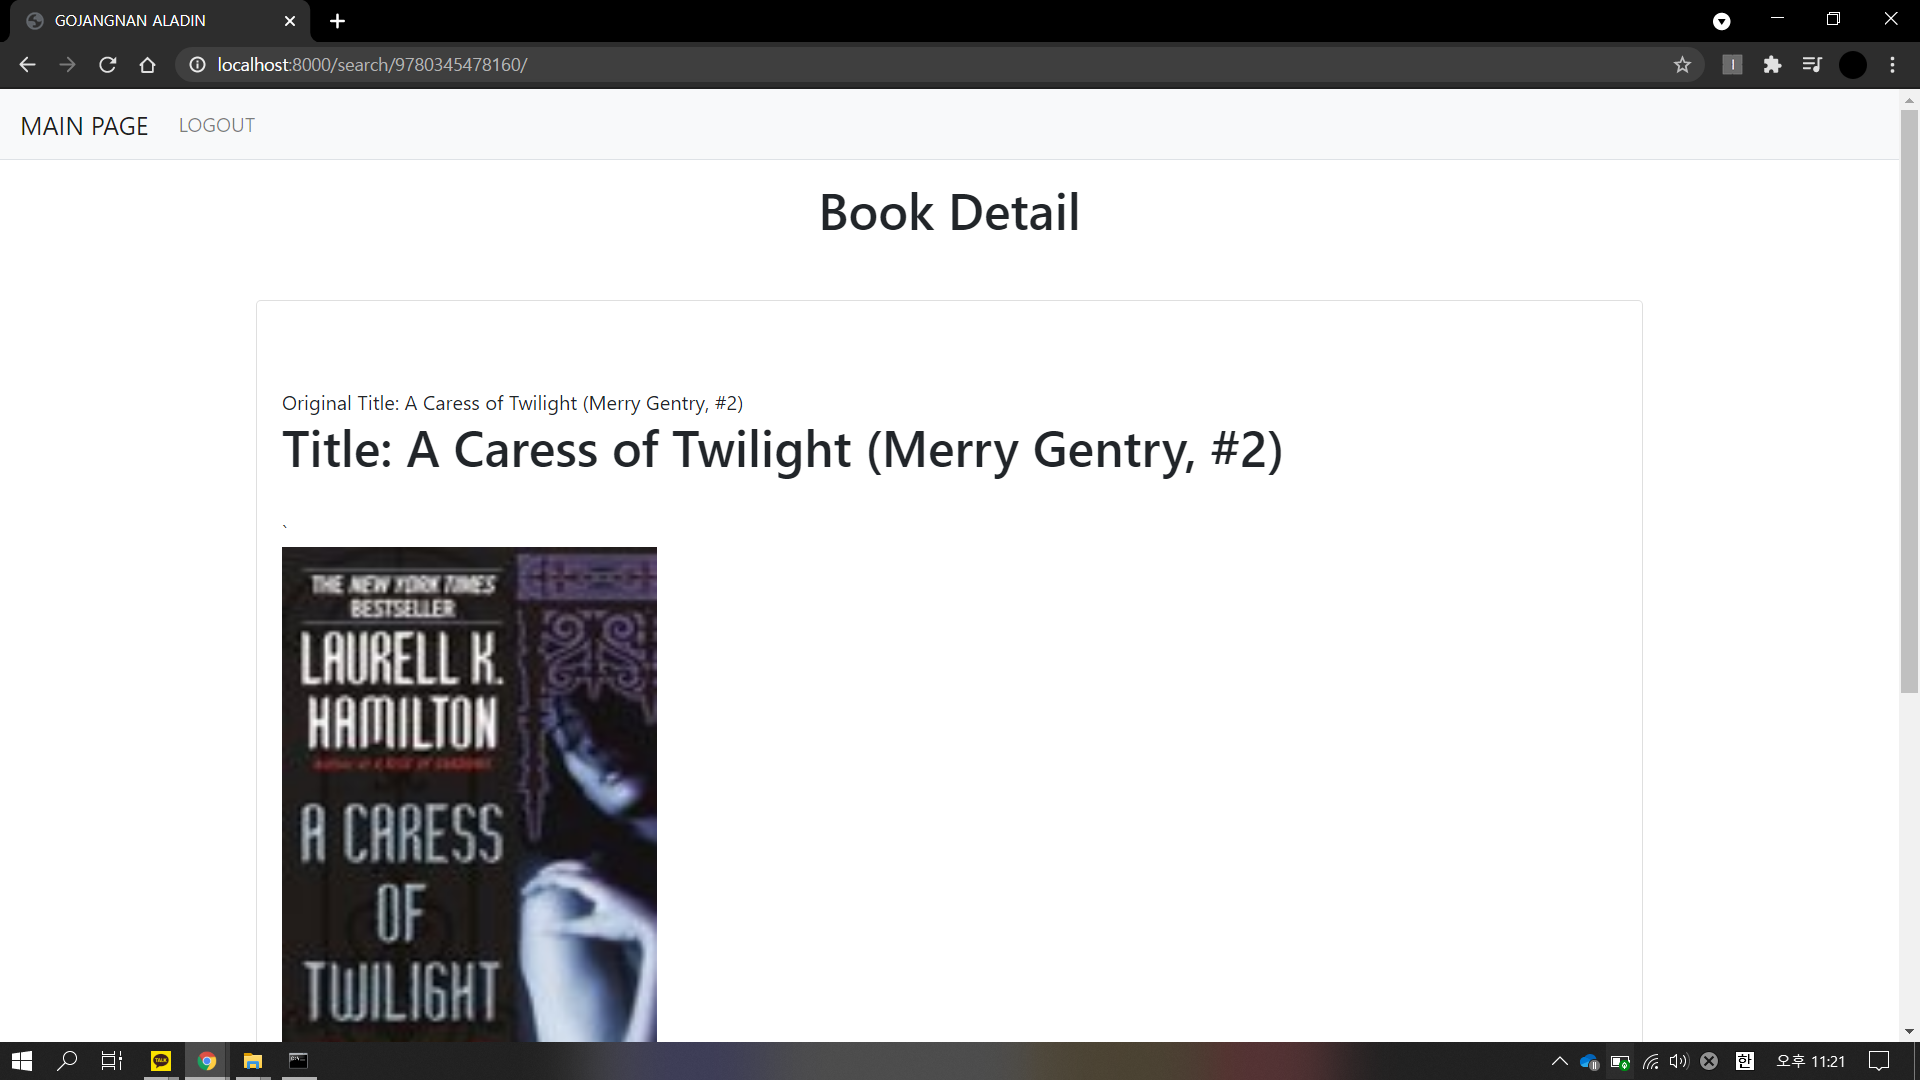 GOJANGNAN ALADIN
localhost:8000/search/9780345478160/
MAIN PAGE LOGOUT
Book Detail
Original Title: A Caress of Twilight (Merry Gentry, #2)
Title: A Caress of Twilight (Merry Gentry, #2)
`
THE NEW YORK TIMES
BESTSELLER
LAURELL K.
HAMILTON
A CARESS
OF
TWILIGHT
TALK
한 오후 11:21